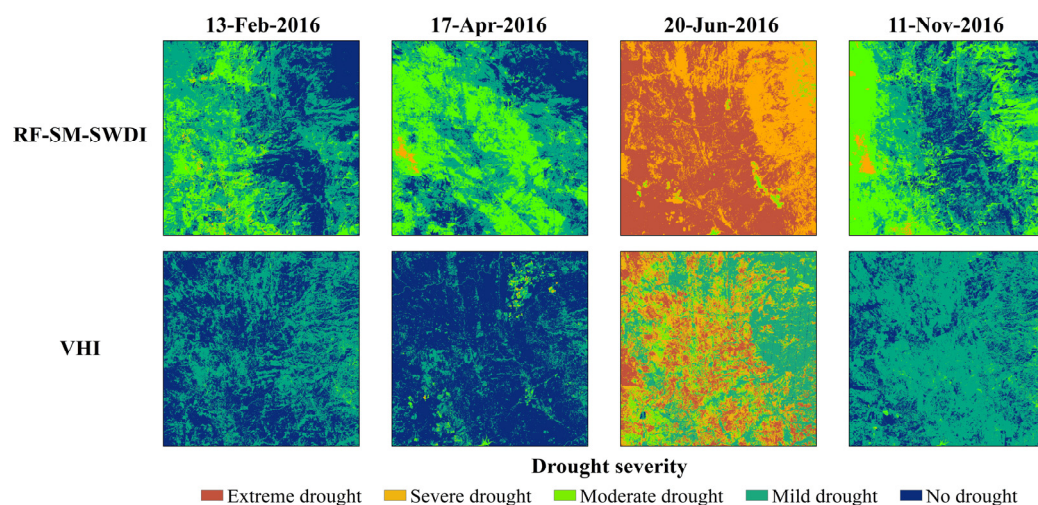 13-Feb-2016 17-Apr-2016 20-Jun-2016 11-Nov-2016
RF-SM-SWDI
VHI
Drought severity
Extreme drought Severe drought Moderate drought Mild drought No drought